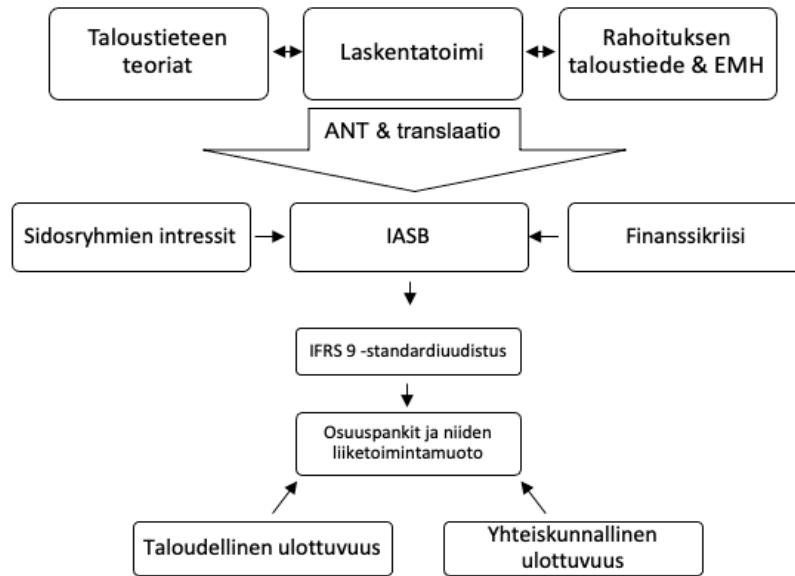 Taloustieteen
teoriat
Laskentatoimi
Rahoituksen
taloustiede & EMH
ANT & translaatio
Sidosryhmien intressit
IASB
Finanssikriisi
IFRS 9 -standardiuudistus
Osuuspankit ja niiden
liiketoimintamuoto
Taloudellinen ulottuvuus
Yhteiskunnallinen
ulottuvuus